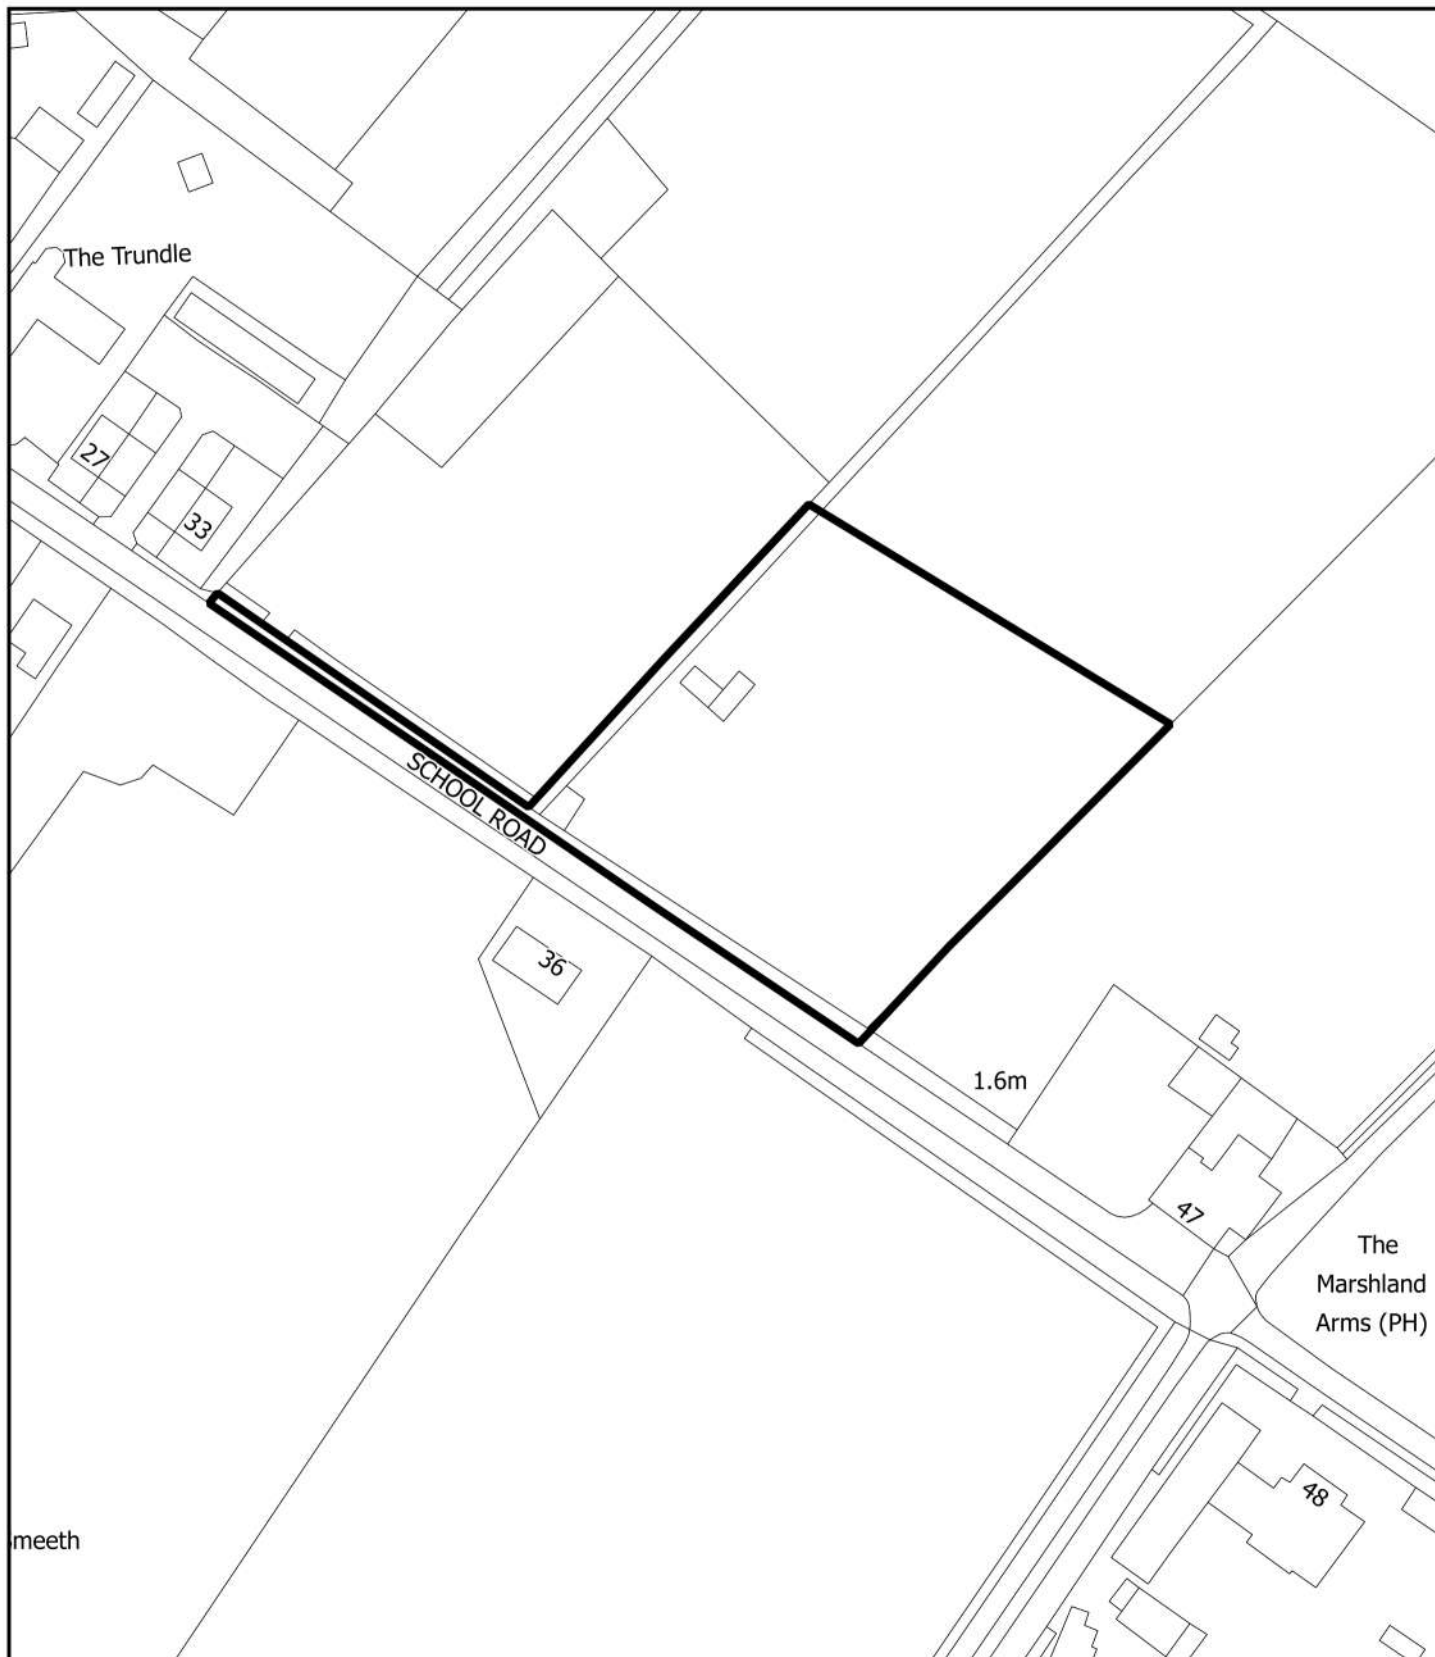 The Trundle
27
33
SCHOOL ROAD
36
1.6m
47
The
Marshland
Arms (PH)
48
meeth